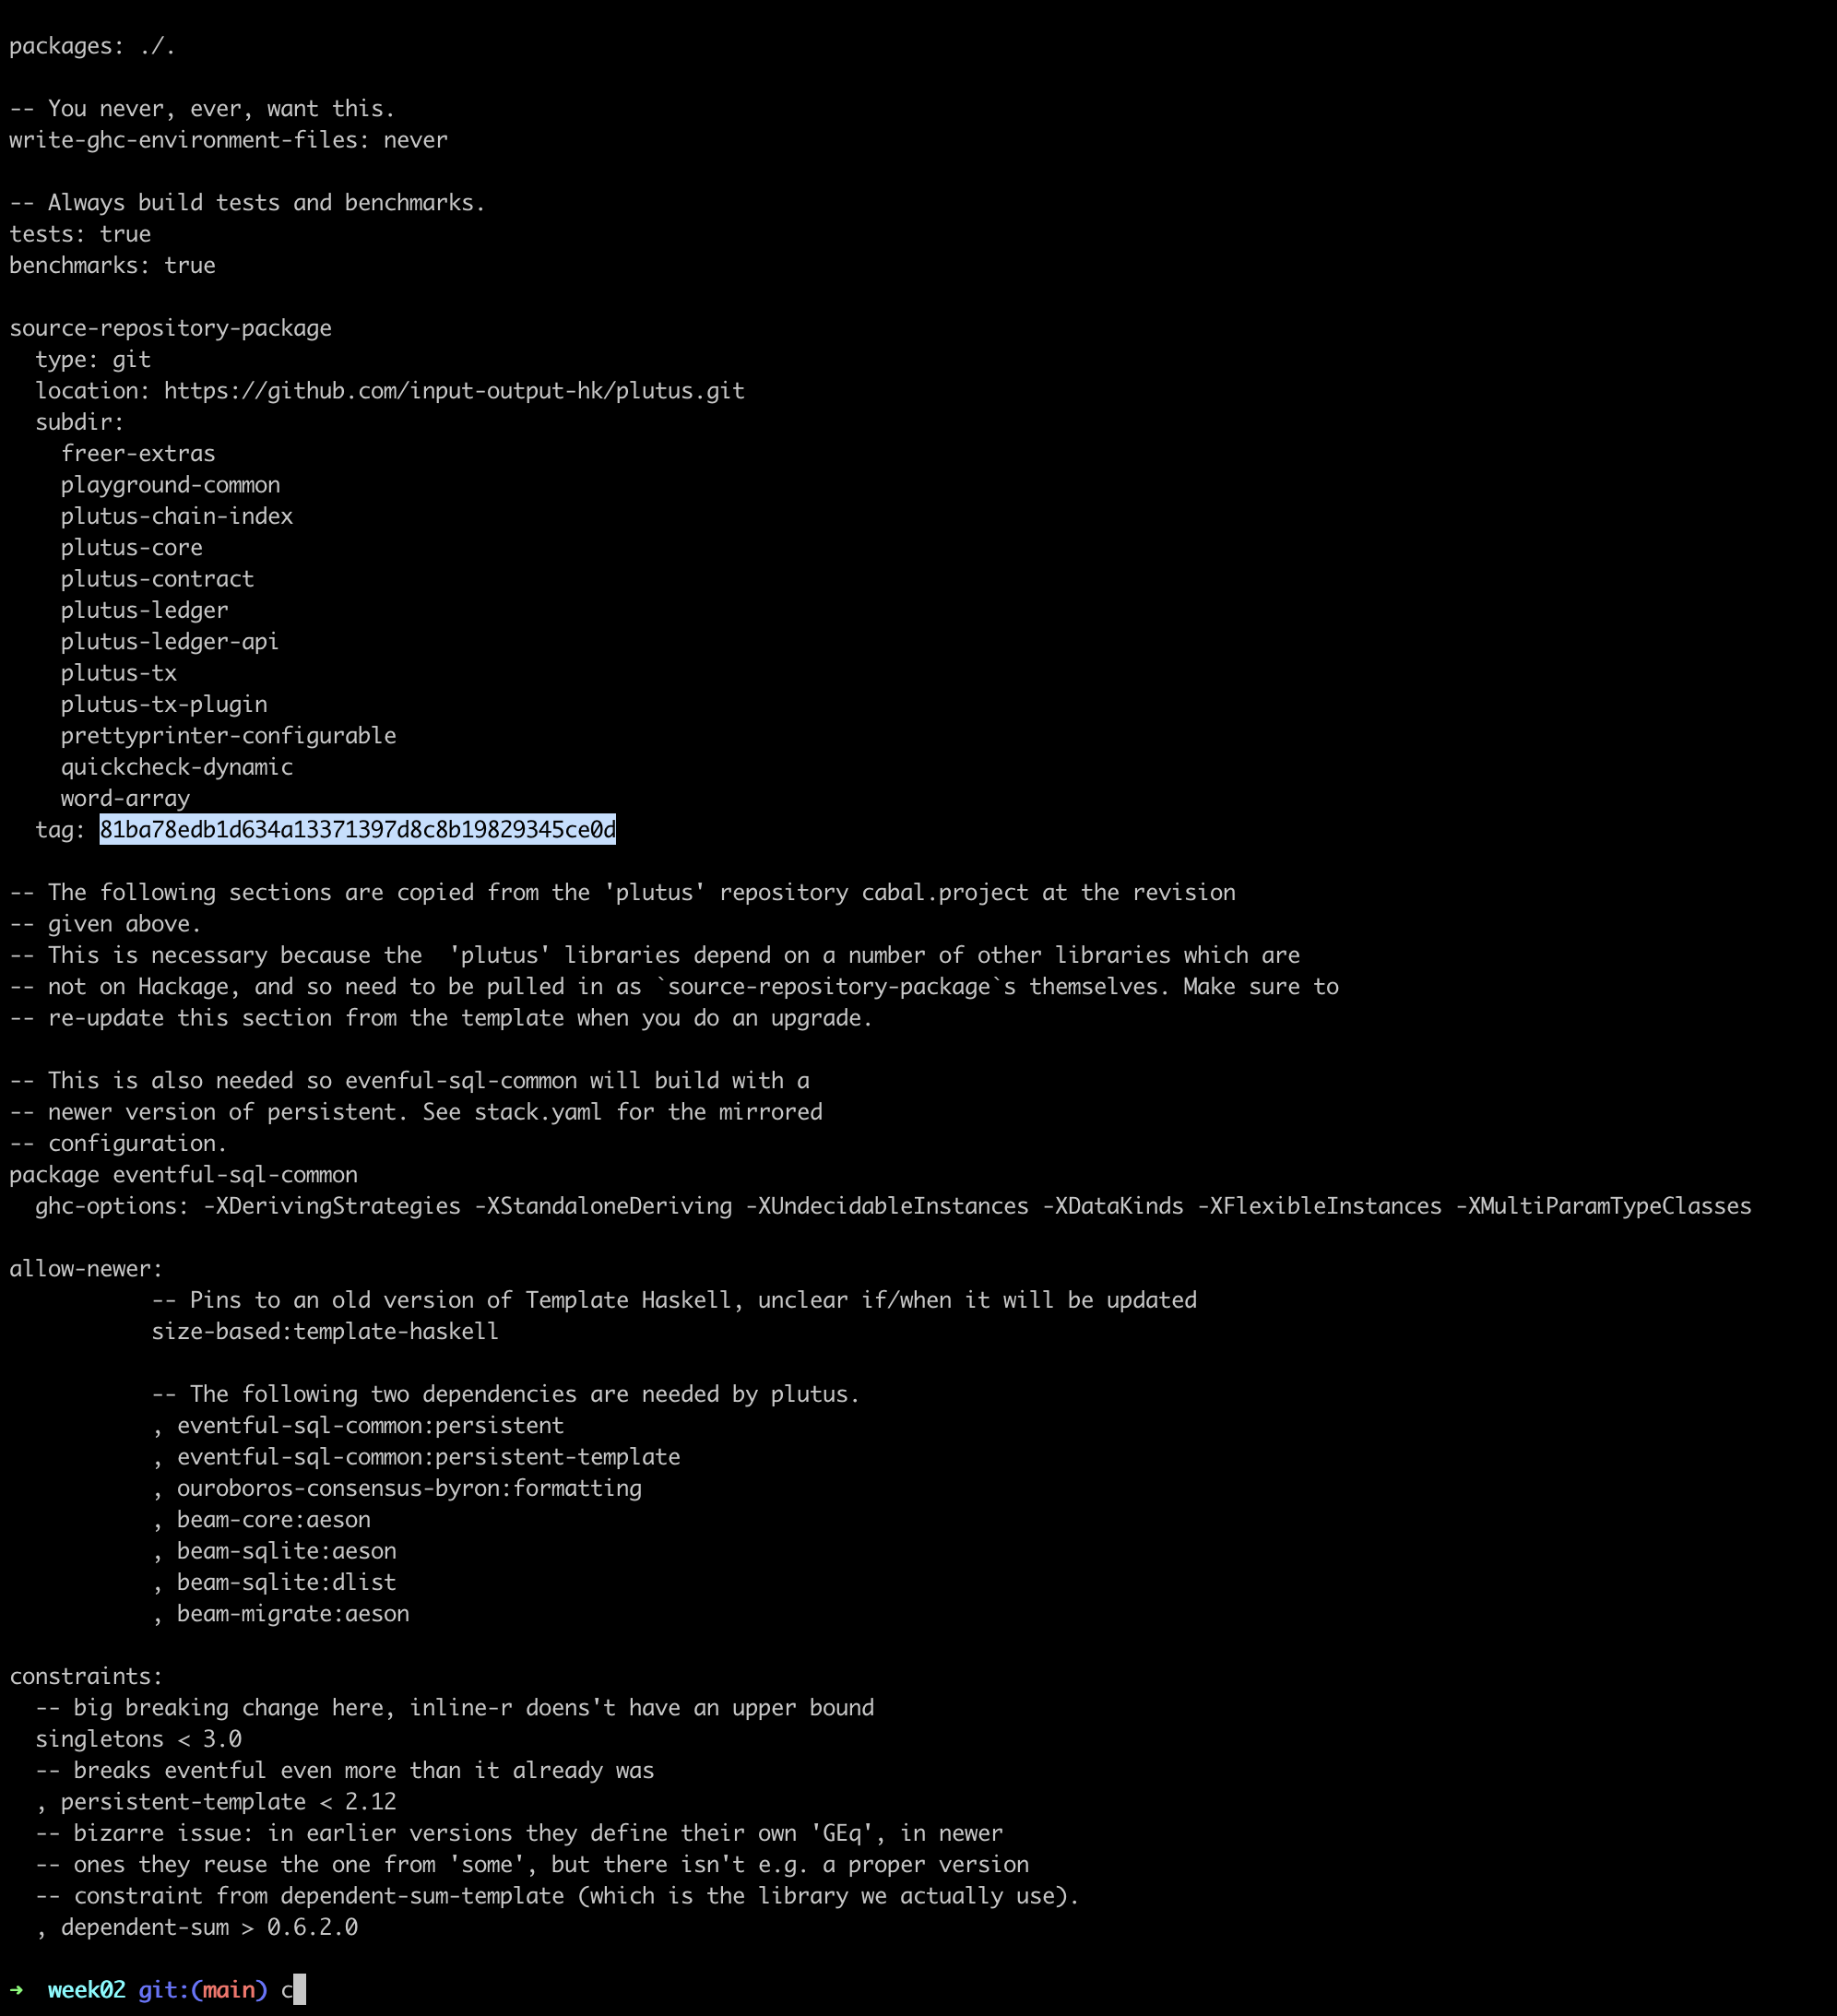 packages: ./.
-- You never, ever, want this.
write-ghc-environment-files: never
-- Always build tests and benchmarks.
tests: true
benchmarks: true
source-repository-package
type: git
location: https://github.com/input-output-hk/plutus.git
subdir:
freer-extras
playground-common
plutus-chain-index
plutus-core
plutus-contract
plutus-ledger
plutus-ledger-api
plutus-tx
plutus-tx-plugin
prettyprinter-configurable
quickcheck-dynamic
word-array
tag: 81ba78edb1d634a13371397d8c8b19829345ce0d
-- The following sections are copied from the 'plutus' repository cabal.project at the revision
-- given above.
-- This is necessary because the  'plutus' libraries depend on a number of other libraries which are
-- not on Hackage, and so need to be pulled in as `source-repository-package`s themselves. Make sure to
-- re-update this section from the template when you do an upgrade.
-- This is also needed so evenful-sql-common will build with a
-- newer version of persistent. See stack.yaml for the mirrored
-- configuration.
package eventful-sql-common
ghc-options: -XDerivingStrategies -XStandaloneDeriving -XUndecidableInstances -XDataKinds -XFlexibleInstances -XMultiParamTypeClasses
allow-newer:
-- Pins to an old version of Template Haskell, unclear if/when it will be updated
size-based:template-haskell
-- The following two dependencies are needed by plutus.
, eventful-sql-common:persistent
, eventful-sql-common:persistent-template
, ouroboros-consensus-byron:formatting
, beam-core:aeson
, beam-sqlite:aeson
, beam-sqlite:dlist
, beam-migrate:aeson
constraints:
-- big breaking change here, inline-r doens't have an upper bound
singletons < 3.0
-- breaks eventful even more than it already was
, persistent-template < 2.12
-- bizarre issue: in earlier versions they define their own 'GEq', in newer
-- ones they reuse the one from 'some', but there isn't e.g. a proper version
-- constraint from dependent-sum-template (which is the library we actually use).
, dependent-sum > 0.6.2.0
➜  week02 git:(main) c